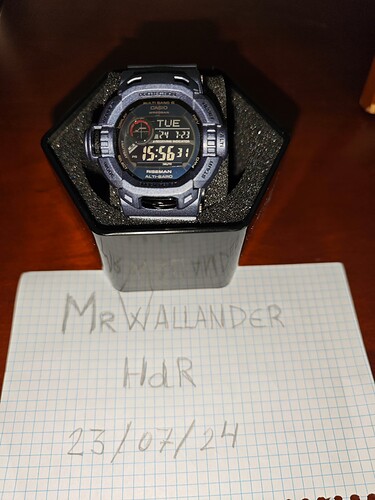 MULTI BAND 6
CASIO
TUE
24 7-23
15:56 31
RISEMAN
ALTI-BARO
START
MRWALLANDER
HdR
23/07/24